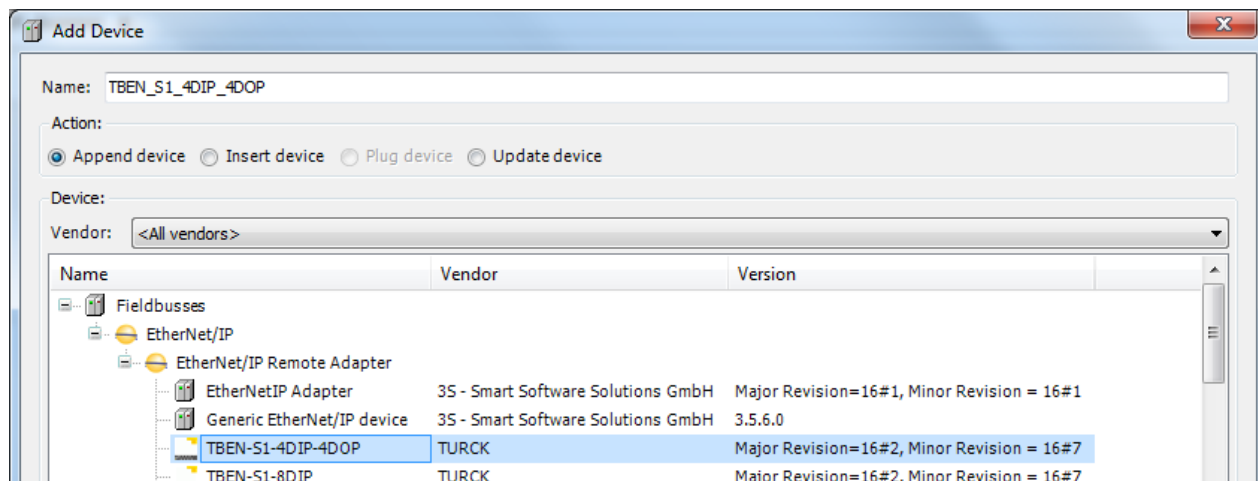 Add Device
Name: TBEN_S1_4DIP_4DOP
Action:
Append device Insert device Plug device Update device
Device:
Vendor: <All vendors>
Name Vendor Version
Fieldbusses
EtherNet/IP
EtherNet/IP Remote Adapter
EtherNetIP Adapter 3S - Smart Software Solutions GmbH Major Revision=16#1, Minor Revision = 16#1
Generic EtherNet/IP device 3S - Smart Software Solutions GmbH 3.5.6.0
TBEN-S1-4DIP-4DOP TURCK Major Revision=16#2, Minor Revision = 16#7
TBEN-S1-8DIP TURCK Major Revision=16#2, Minor Revision = 16#7